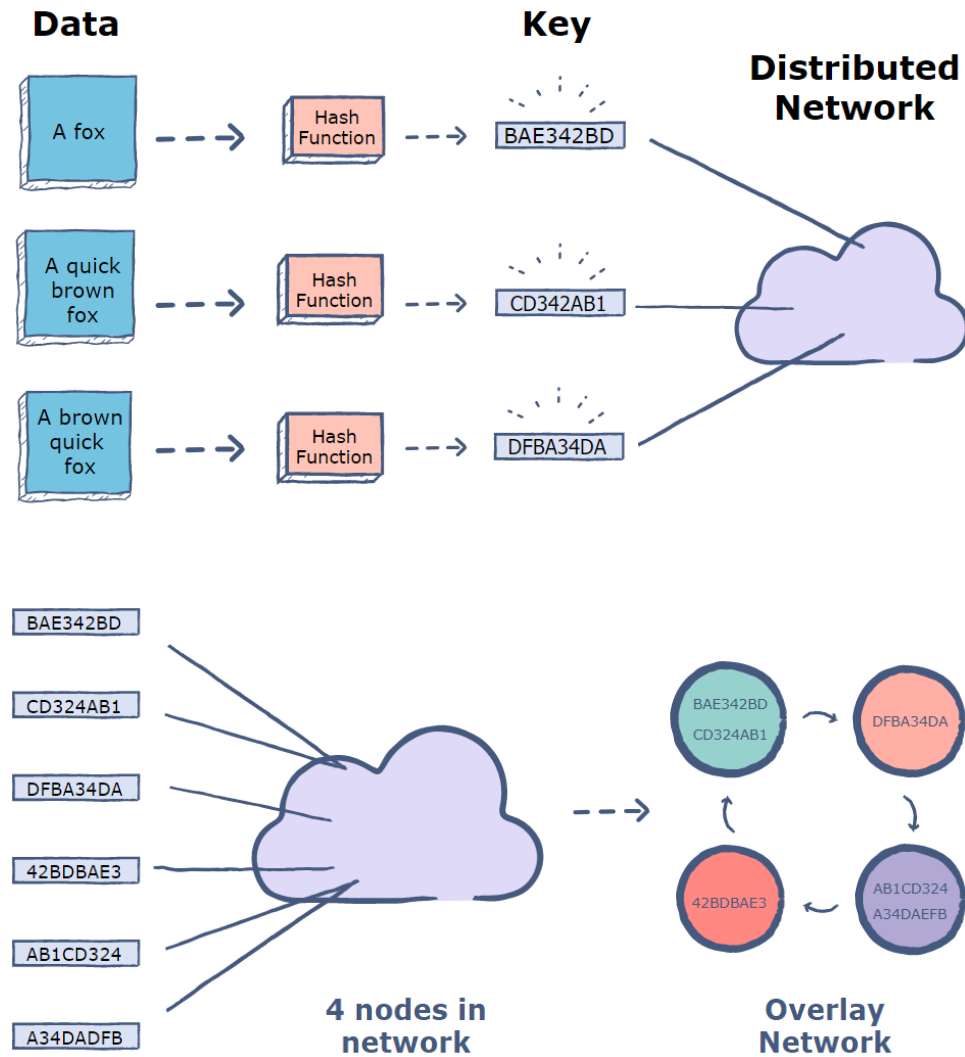 Data
Key
Distributed
Network
A fox
Hash
Function
BAE342BD
A quick
brown
fox
Hash
Function
CD342AB1
A brown
quick
fox
Hash
Function
DFBA34DA
BAE342BD
CD324AB1
DFBA34DA
42BDBAE3
AB1CD324
A34DADFB
4 nodes in
network
BAE342BD
CD324AB1
DFBA34DA
42BDBAE3
AB1CD324
A34DAEFB
Overlay
Network